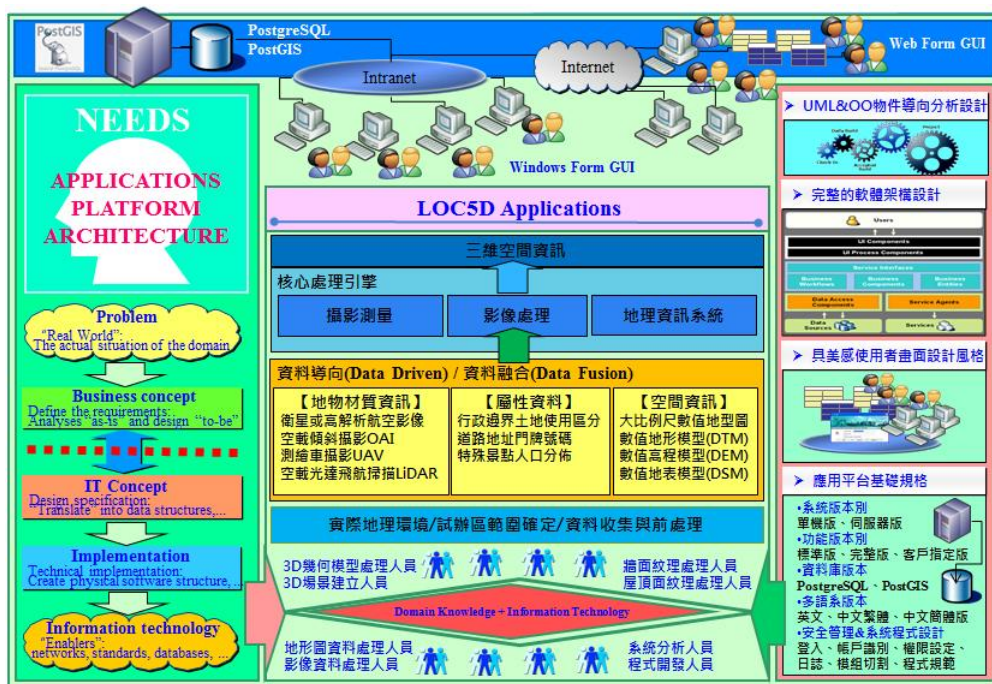 PostGIS
PostgreSQL
PostGIS
Intranet
Internet
Web Form GUI
Windows Form GUI
NEEDS
APPLICATIONS
PLATFORM
ARCHITECTURE
Problem
"Real World":
The actual situation of the domain
Business concept
Define the requirements:
Analyses "as-is" and design "to-be"
IT Concept
Design specification:
"Translate" into data structures,...
Implementation
Technical implementation:
Create physical software structure, ...
Information technology
"Enablers":
networks, standards, databases, ...
LOC5D Applications
三維空間資訊
核心處理引擎
攝影測量
影像處理
地理資訊系統
資料導向(Data Driven) / 資料融合(Data Fusion)
【地物材質資訊】
衛星或高解析航空影像
空載傾斜攝影OAI
測繪車攝影UAV
空載光達飛航掃描LiDAR
【屬性資料】
行政邊界土地使用區分
道路地址門牌號碼
特殊景點人口分佈
【空間資訊】
大比例尺數值地型圖
數值地形模型(DTM)
數值高程模型(DEM)
數值地表模型(DSM)
實際地理環境/試辦區範圍確定/資料收集與前處理
3D幾何模型處理人員
3D場景建立人員
牆面紋理處理人員
屋頂面紋理處理人員
Domain Knowledge + Information Technology
地形圖資料處理人員
影像資料處理人員
系統分析人員
程式開發人員
➢ UML&OO物件導向分析設計
➢ 完整的軟體架構設計
Users
UI Components
UI Process Components
Service Interfaces
Business Workflows
Business Components
Business Entities
Data Access Components
Service Agents
Data Sources
Services
➢ 具美感使用者畫面設計風格
➢ 應用平台基礎規格
•系統版本別
單機版、伺服器版
•功能版本別
標準版、完整版、客戶指定版
•資料庫版本
PostgreSQL、PostGIS
•多語系版本
英文、中文繁體、中文簡體版
•安全管理&系統程式設計
登入、帳戶識別、權限設定、
日誌、模組切割、程式規範